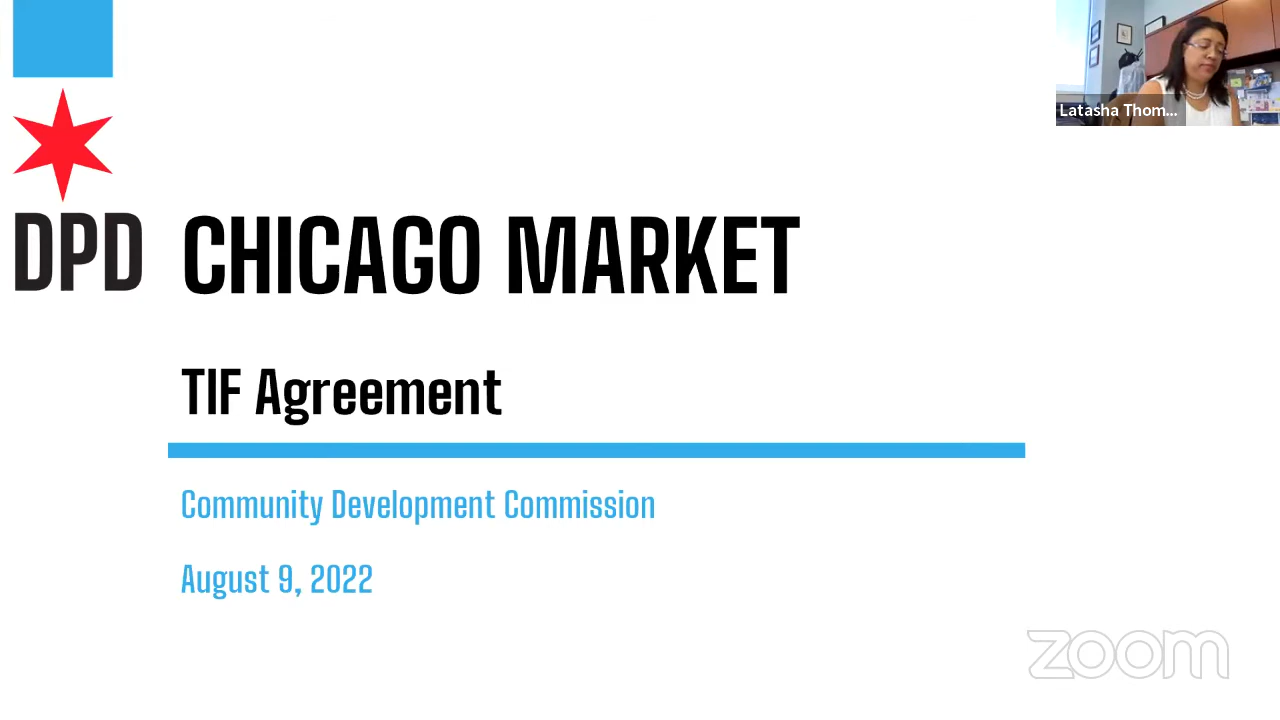 Latasha Thom...
DPD
CHICAGO MARKET
TIF Agreement
Community Development Commission
August 9, 2022
zoom